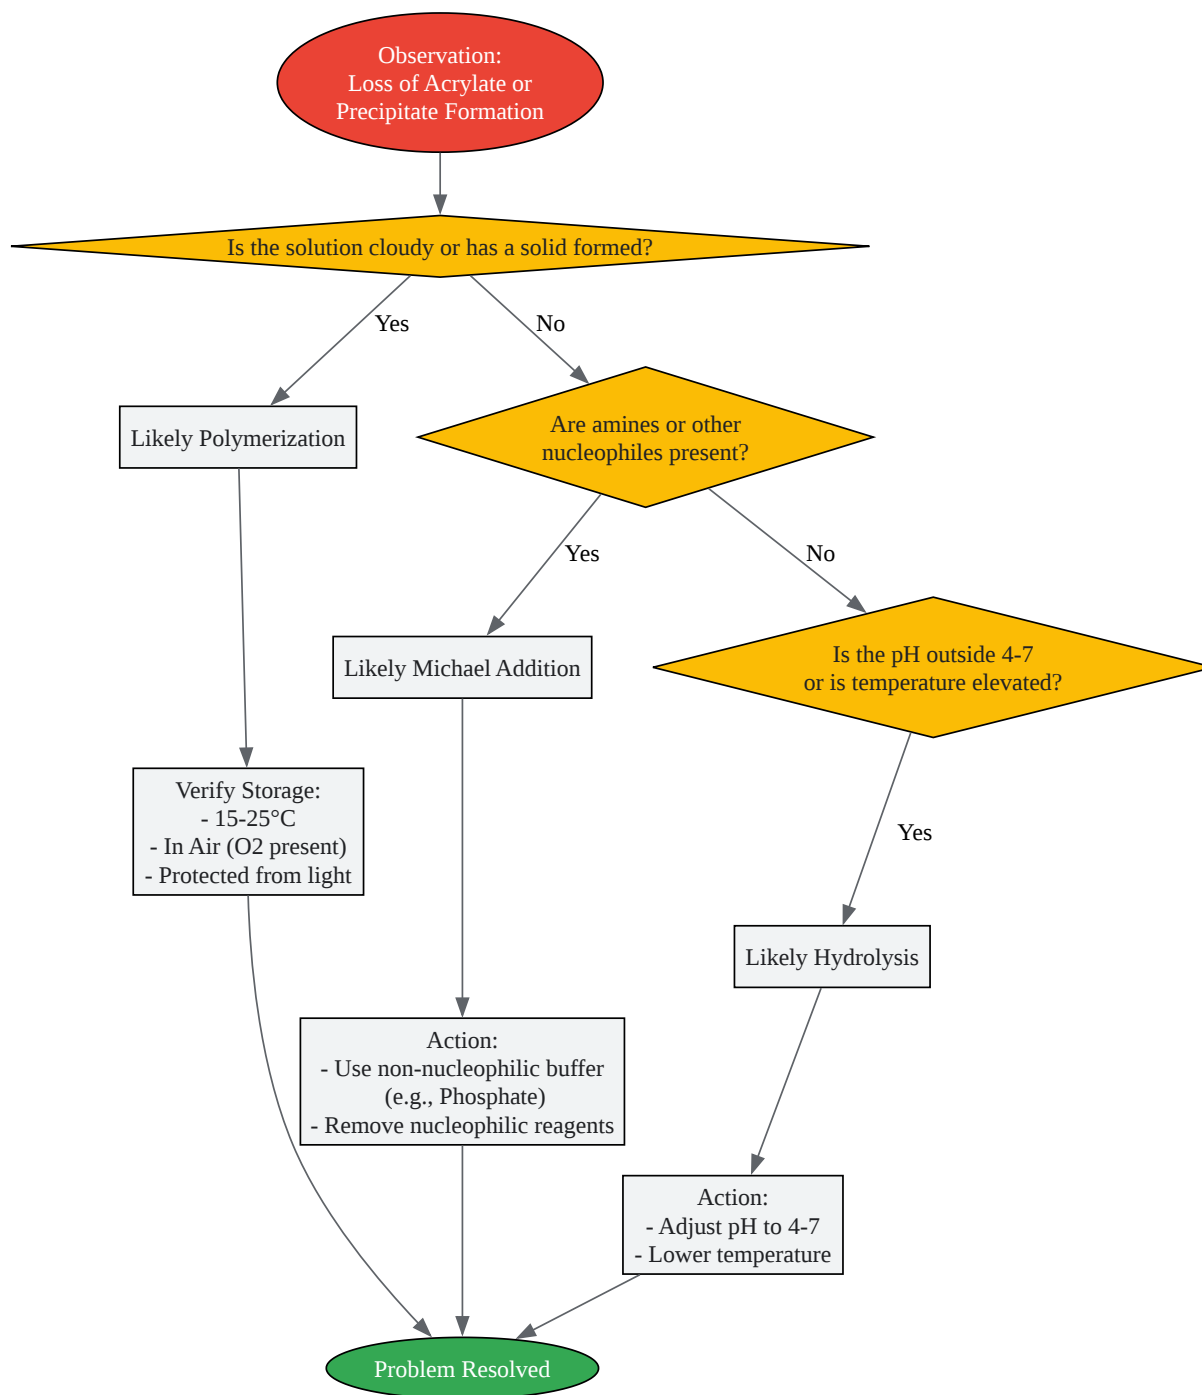 Observation:
Loss of Acrylate or
Precipitate Formation
Is the solution cloudy or has a solid formed?
Yes
No
Likely Polymerization
Are amines or other
nucleophiles present?
Yes
No
Likely Michael Addition
Is the pH outside 4-7
or is temperature elevated?
Verify Storage:
- 15-25°C
- In Air (O2 present)
- Protected from light
Yes
Likely Hydrolysis
Action:
- Use non-nucleophilic buffer
(e.g., Phosphate)
- Remove nucleophilic reagents
Action:
- Adjust pH to 4-7
- Lower temperature
Problem Resolved